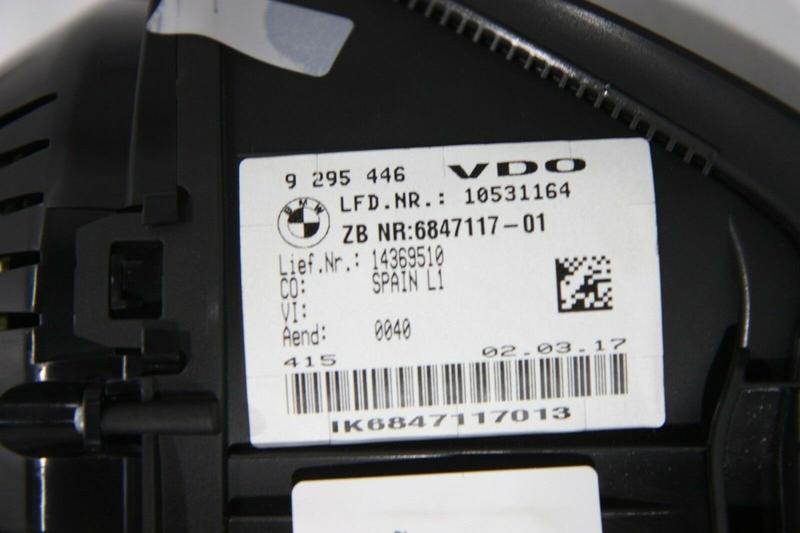 9 295 446 VDO
BMW LFD.NR.: 10531164
ZB NR:6847117-01
Lief.Nr.: 14369510
CO: SPAIN L1
VI:
Aend: 0040
415 02.03.17
IK6847117013